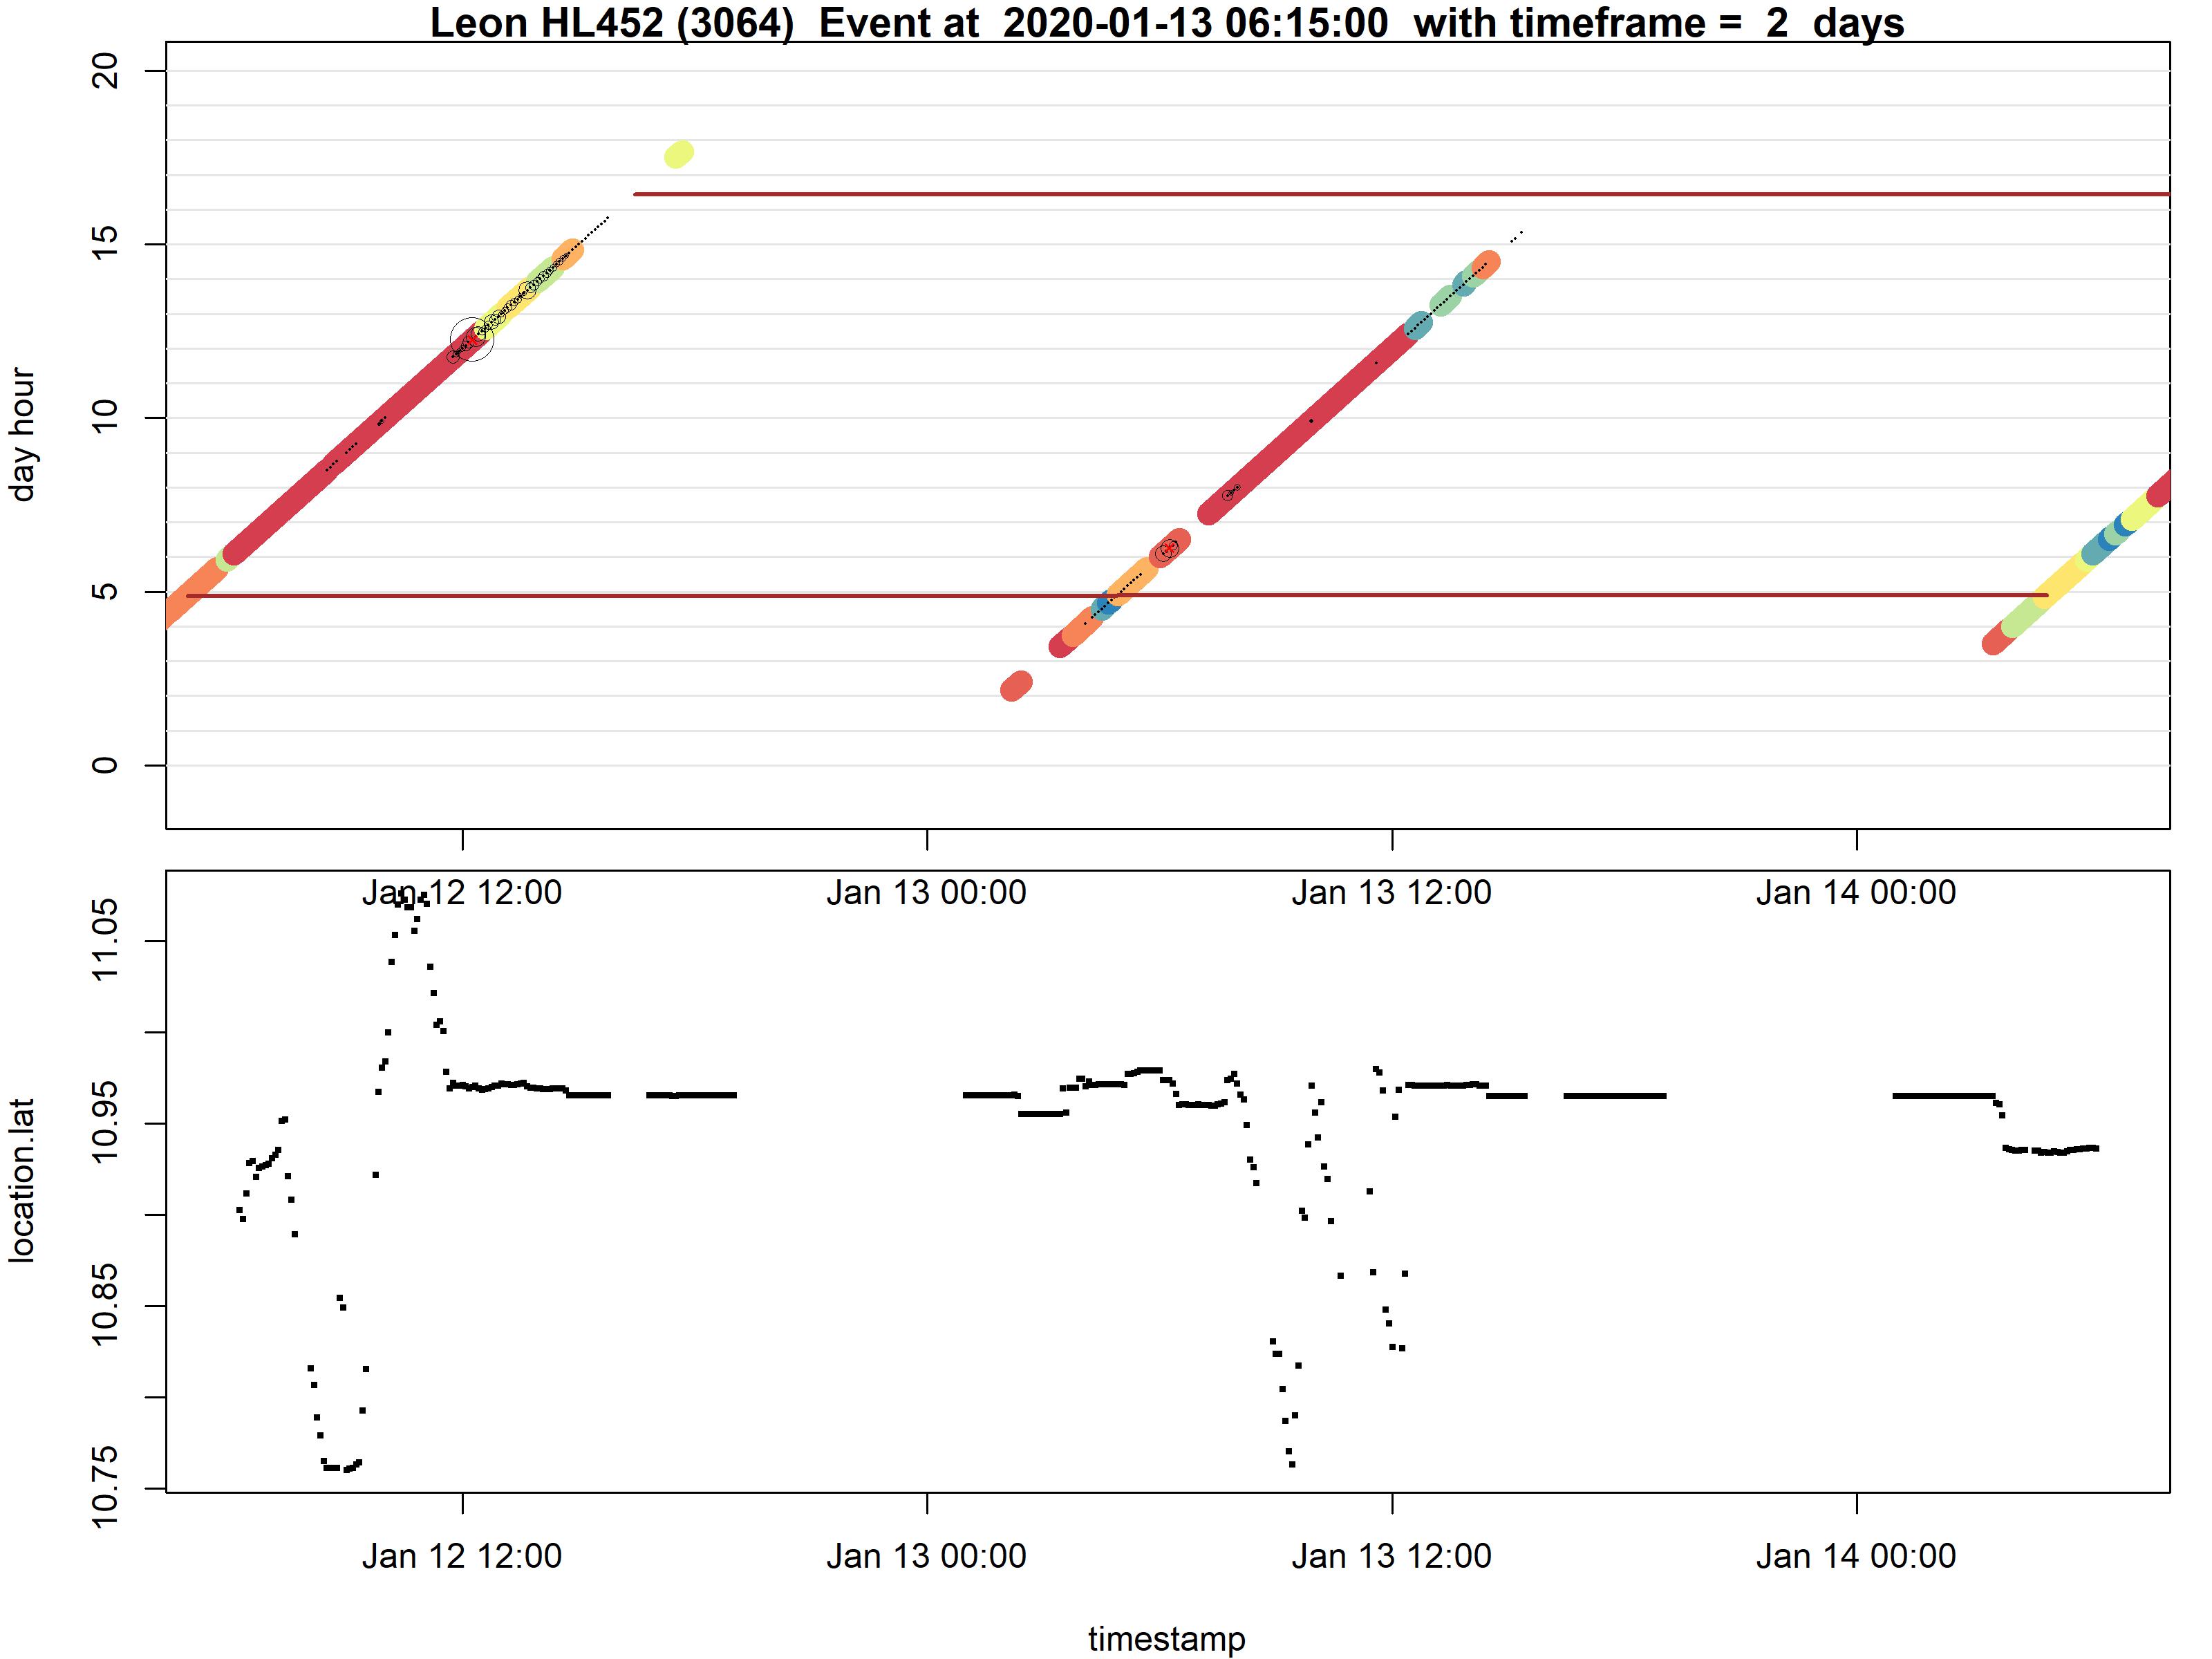 Leon HL452 (3064)  Event at  2020-01-13 06:15:00  with timeframe =  2  days
20
15
10
5
0
day hour
Jan 12 12:00
Jan 13 00:00
Jan 13 12:00
Jan 14 00:00
11.05
10.95
10.85
10.75
location.lat
Jan 12 12:00
Jan 13 00:00
Jan 13 12:00
Jan 14 00:00
timestamp